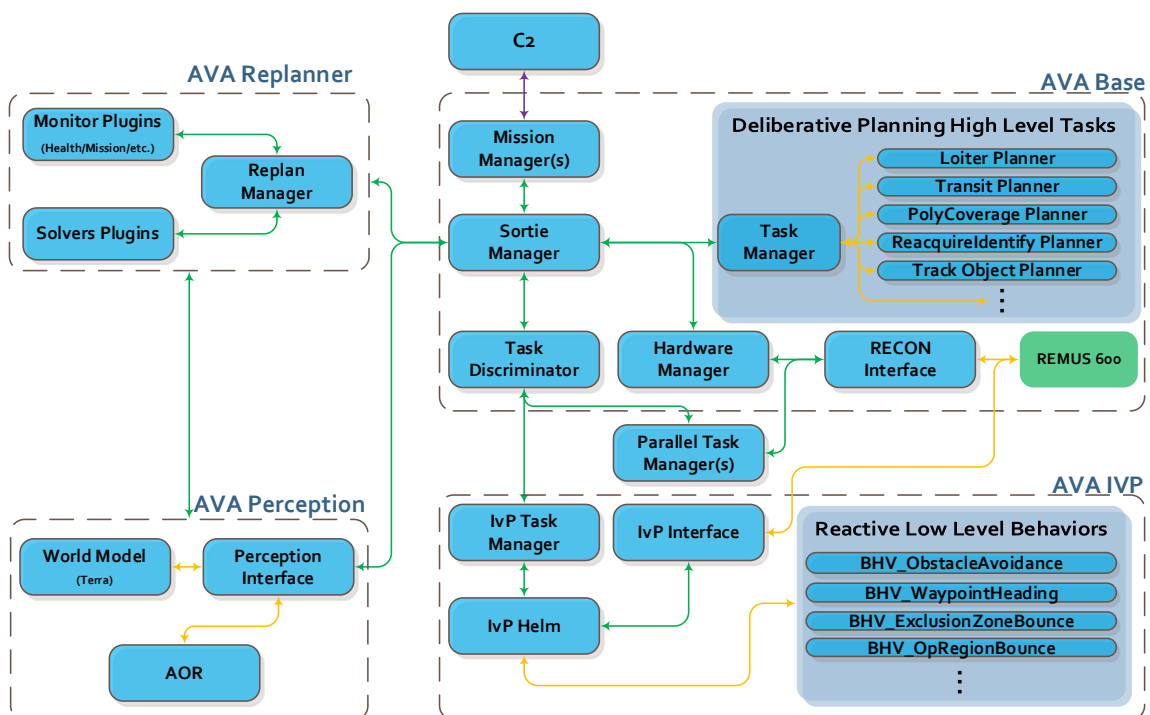 C2
AVA Replanner
Monitor Plugins
(Health/Mission/etc.)
Replan
Manager
Solvers Plugins
AVA Base
Mission
Manager(s)
Sortie
Manager
Task
Discriminator
Deliberative Planning High Level Tasks
Task
Manager
Loiter Planner
Transit Planner
PolyCoverage Planner
ReacquireIdentify Planner
Track Object Planner
Hardware
Manager
RECON
Interface
REMUS 600
Parallel Task
Manager(s)
AVA Perception
World Model
(Terra)
Perception
Interface
AOR
AVA IVP
IvP Task
Manager
IvP Interface
IvP Helm
Reactive Low Level Behaviors
BHV_ObstacleAvoidance
BHV_WaypointHeading
BHV_ExclusionZoneBounce
BHV_OpRegionBounce